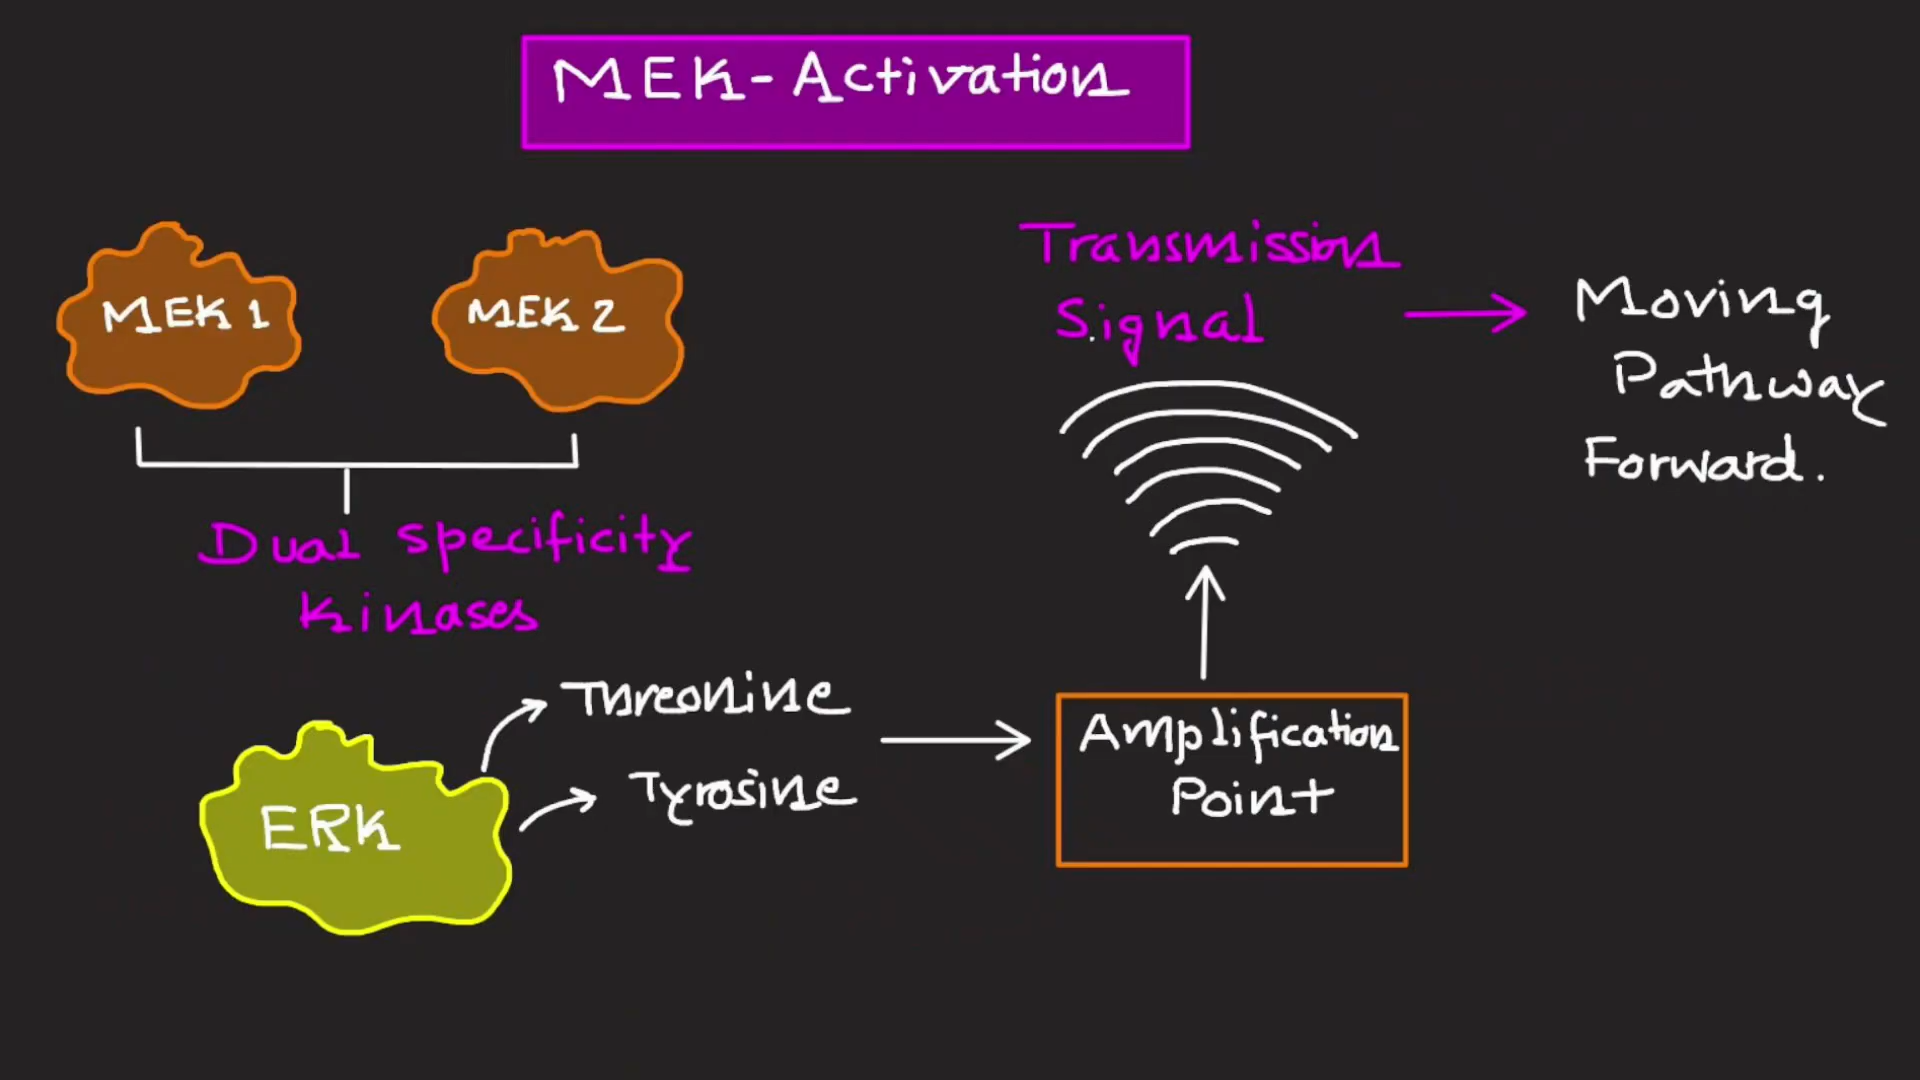 MEK-Activation
MEK 1
MEK 2
Dual specificity
kinases
ERK
Threonine
Tyrosine
Amplification
Point
Transmission
Signal
Moving
Pathway
Forward.